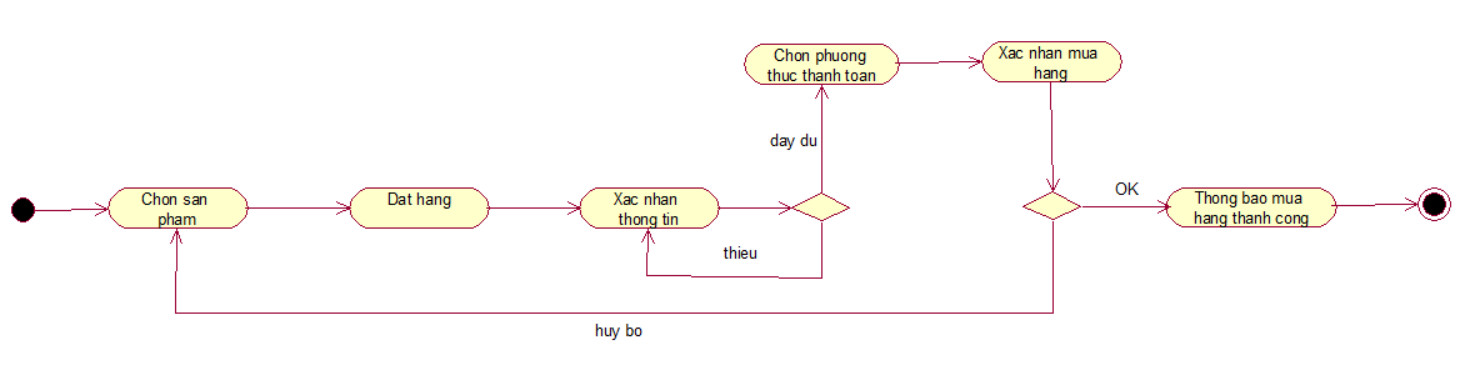 Chon phuong
thuc thanh toan
Xac nhan mua
hang
day du
Chon san
pham
Dat hang
Xac nhan
thong tin
OK
Thong bao mua
hang thanh cong
thieu
huy bo